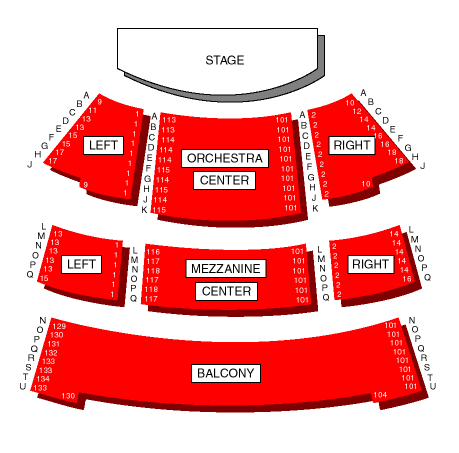 STAGE
A B C D E F G H J
9 11 13 13 15 15 17 17 9
LEFT
1 1 1 1 1 1 1 1 1
A B C D E F G H J K
113 113 114 113 114 115 114 114 114 115
ORCHESTRA
CENTER
101 101 101 101 101 101 101 101 101 101
A B C D E F G H J K
2 2 2 2 2 2 2 2 2
RIGHT
10 12 14 14 16 16 18 18 10
A B C D E F G H J
L M N O P Q
13 13 13 15
LEFT
1 1 1 1 1 1
L M N O P Q
116 117 118 117 118 117
MEZZANINE
CENTER
101 101 101 101 101 101
L M N O P Q
2 2 2 2 2 2
RIGHT
14 14 14 14 16
L M N O P Q
N O P Q R S T U
129 130 131 132 133 133 134 133 130
BALCONY
101 101 101 101 101 101 101 101 104
N O P Q R S T U